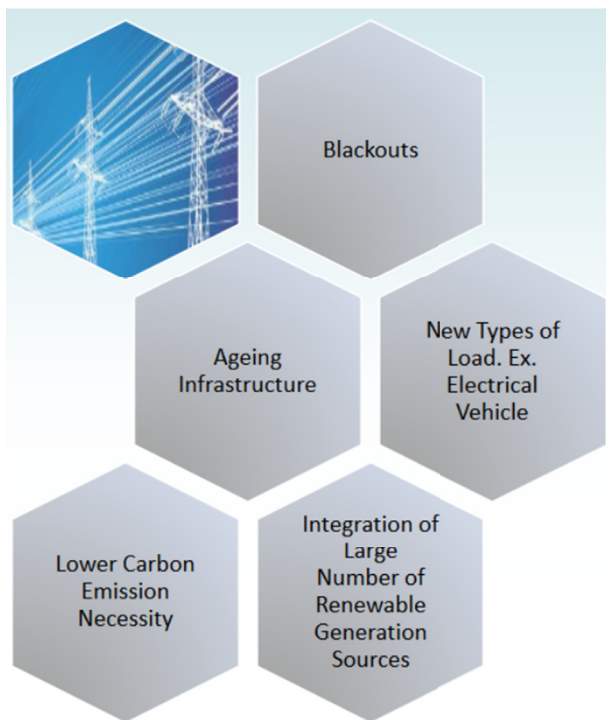 Blackouts
Ageing
Infrastructure
New Types of
Load. Ex.
Electrical
Vehicle
Lower Carbon
Emission
Necessity
Integration of
Large
Number of
Renewable
Generation
Sources